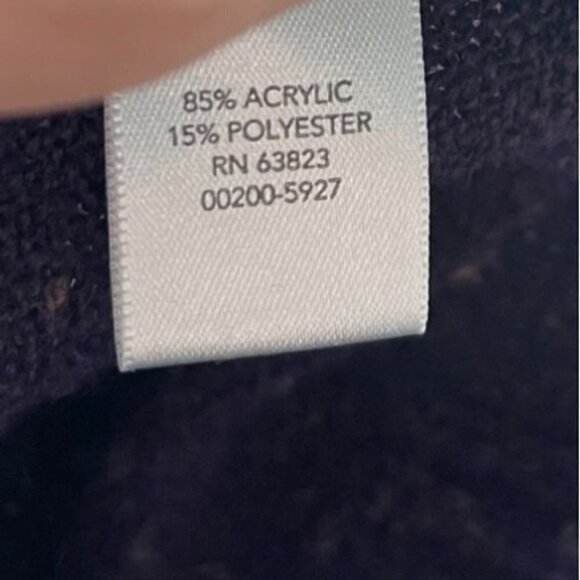 85% ACRYLIC
15% POLYESTER
RN 63823
00200-5927